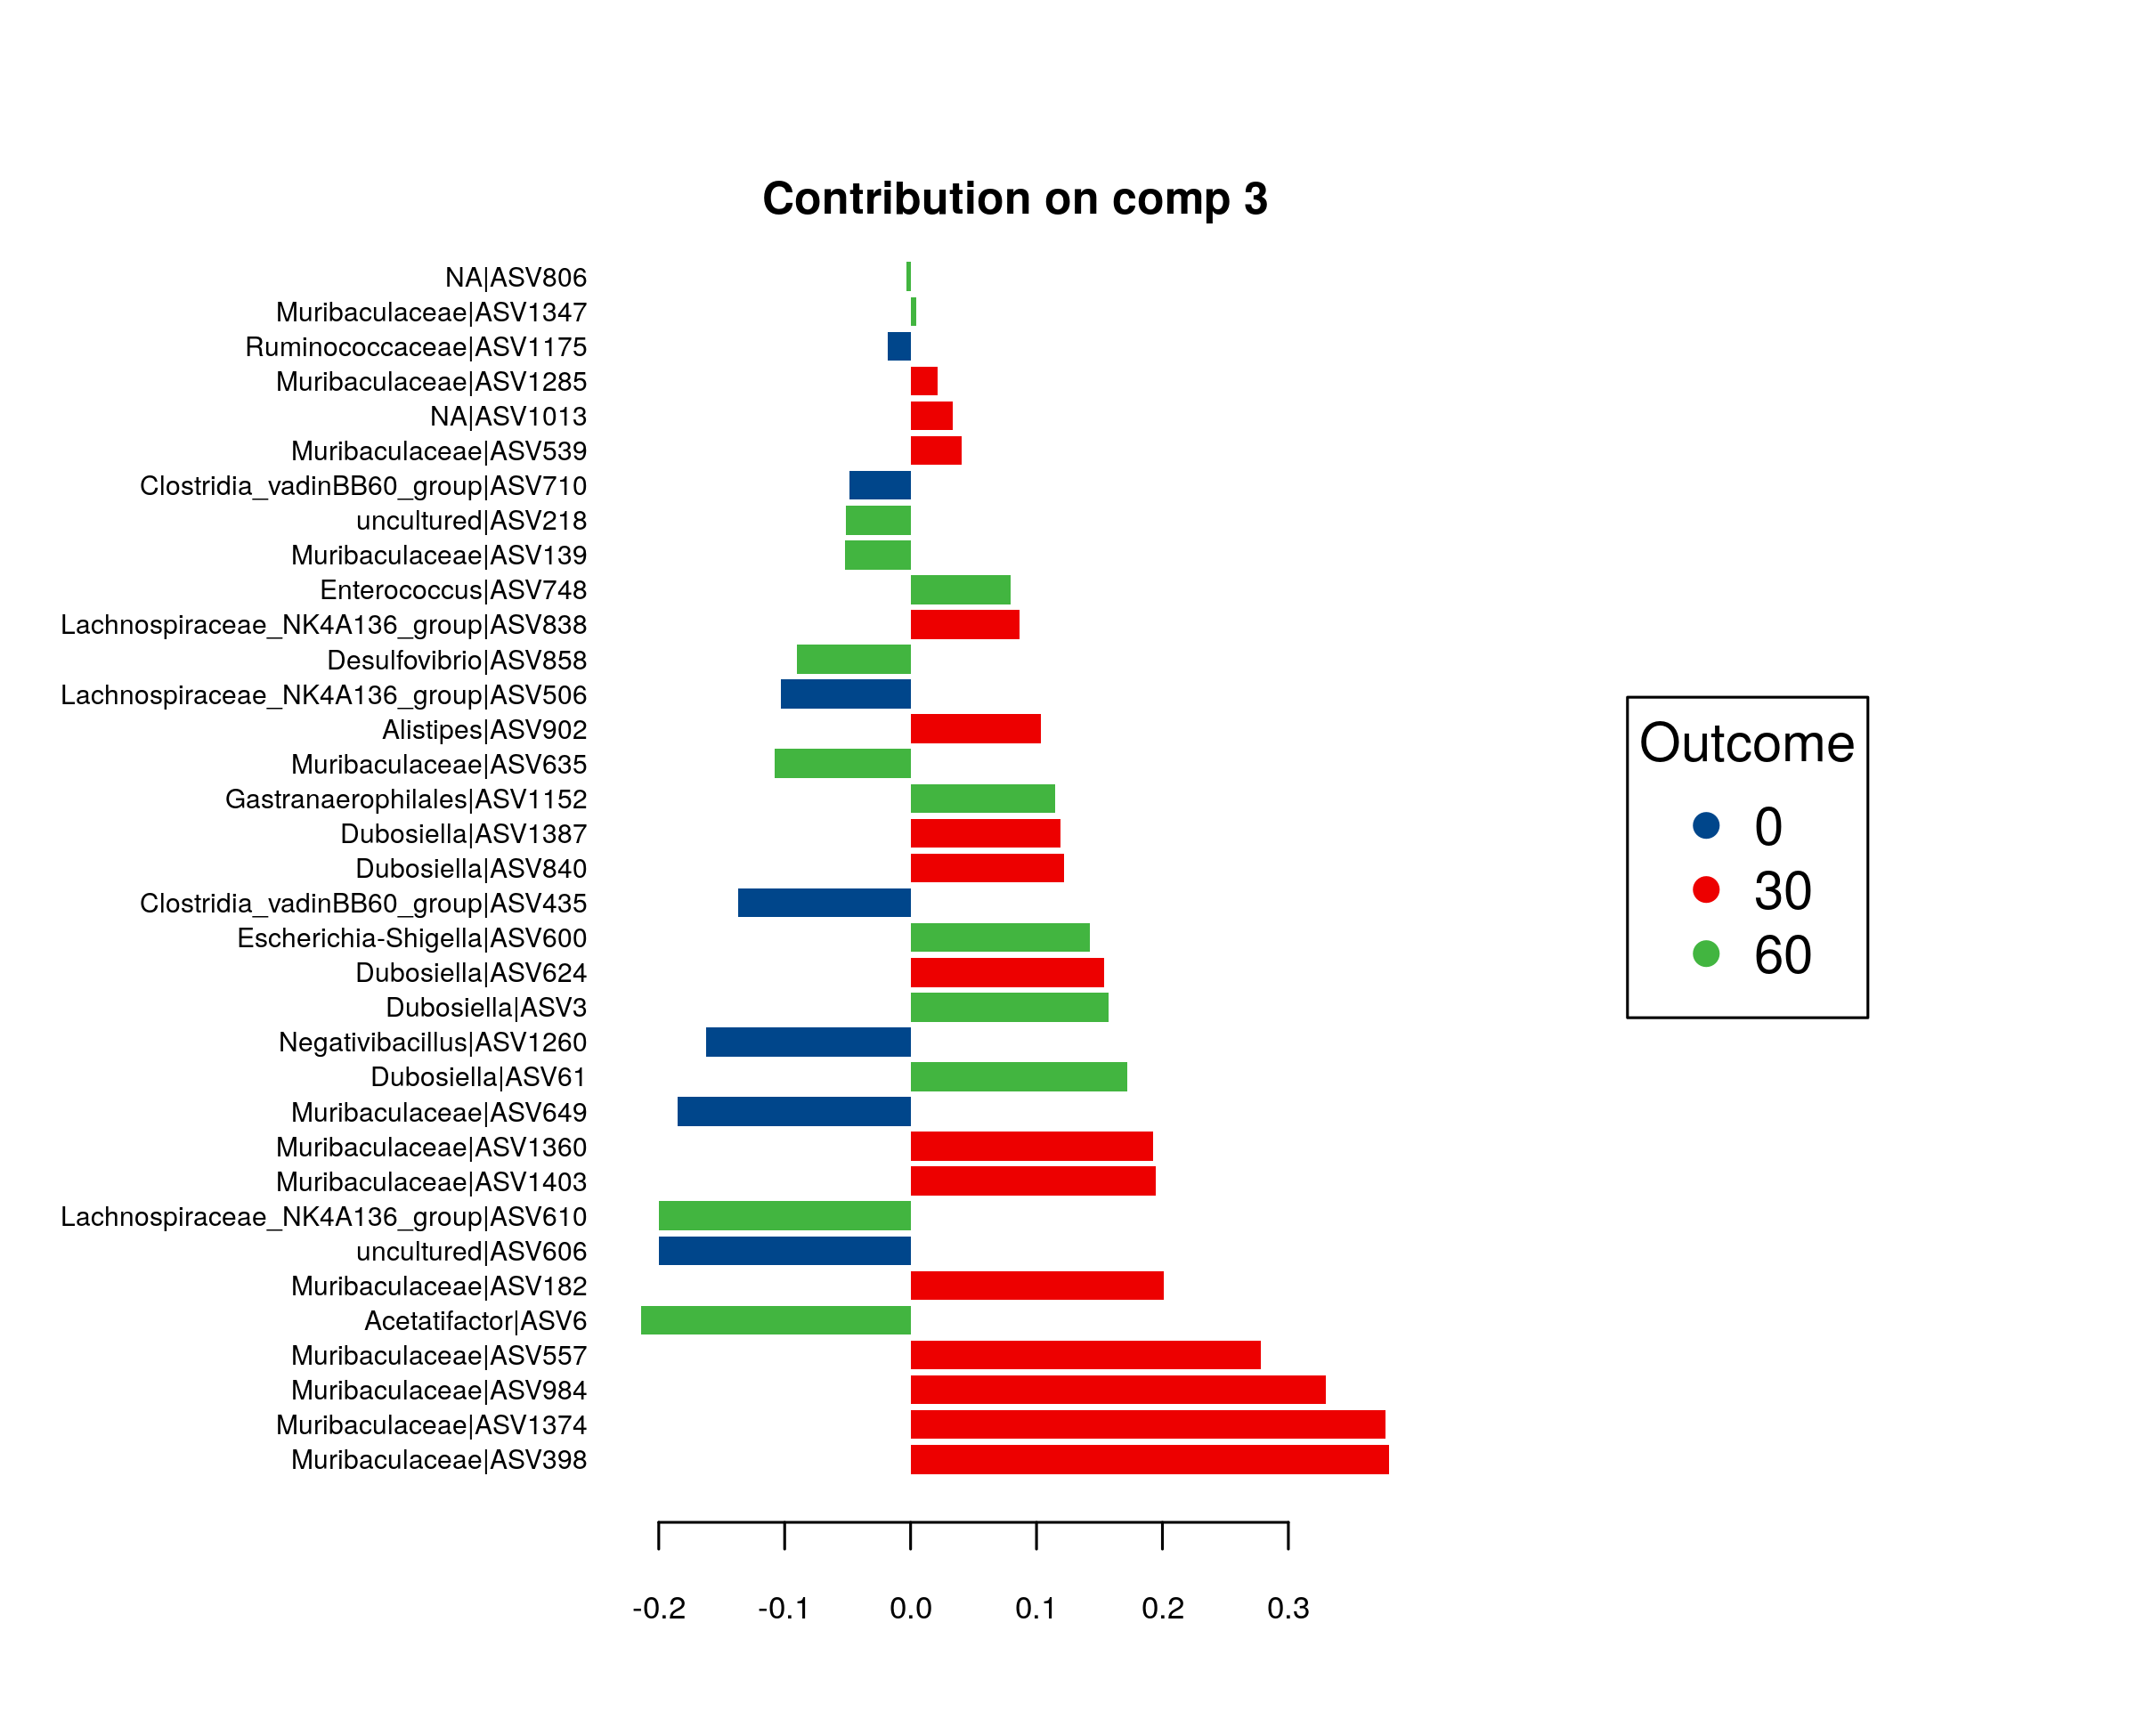 Contribution on comp 3
NA|ASV806
Muribaculaceae|ASV1347
Ruminococcaceae|ASV1175
Muribaculaceae|ASV1285
NA|ASV1013
Muribaculaceae|ASV539
Clostridia_vadinBB60_group|ASV710
uncultured|ASV218
Muribaculaceae|ASV139
Enterococcus|ASV748
Lachnospiraceae_NK4A136_group|ASV838
Desulfovibrio|ASV858
Lachnospiraceae_NK4A136_group|ASV506
Alistipes|ASV902
Muribaculaceae|ASV635
Gastranaerophilales|ASV1152
Dubosiella|ASV1387
Dubosiella|ASV840
Clostridia_vadinBB60_group|ASV435
Escherichia-Shigella|ASV600
Dubosiella|ASV624
Dubosiella|ASV3
Negativibacillus|ASV1260
Dubosiella|ASV61
Muribaculaceae|ASV649
Muribaculaceae|ASV1360
Muribaculaceae|ASV1403
Lachnospiraceae_NK4A136_group|ASV610
uncultured|ASV606
Muribaculaceae|ASV182
Acetatifactor|ASV6
Muribaculaceae|ASV557
Muribaculaceae|ASV984
Muribaculaceae|ASV1374
Muribaculaceae|ASV398
-0.2 -0.1 0.0 0.1 0.2 0.3
Outcome
0
30
60